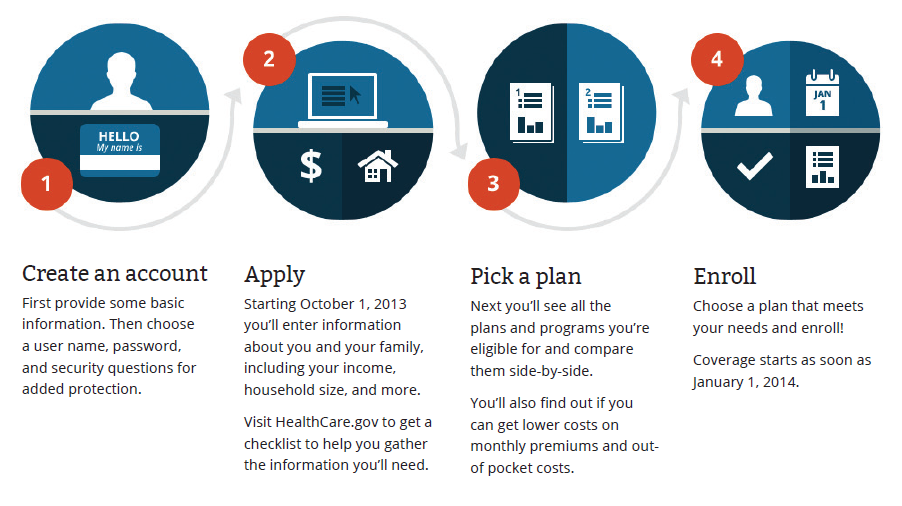 1
HELLO
My name is
Create an account
First provide some basic
information. Then choose
a user name, password,
and security questions for
added protection.
2
$
Apply
Starting October 1, 2013
you’ll enter information
about you and your family,
including your income,
household size, and more.
Visit HealthCare.gov to get a
checklist to help you gather
the information you’ll need.
3
1
2
Pick a plan
Next you’ll see all the
plans and programs you’re
eligible for and compare
them side-by-side.
You’ll also find out if you
can get lower costs on
monthly premiums and out-
of pocket costs.
4
JAN
1
Enroll
Choose a plan that meets
your needs and enroll!
Coverage starts as soon as
January 1, 2014.